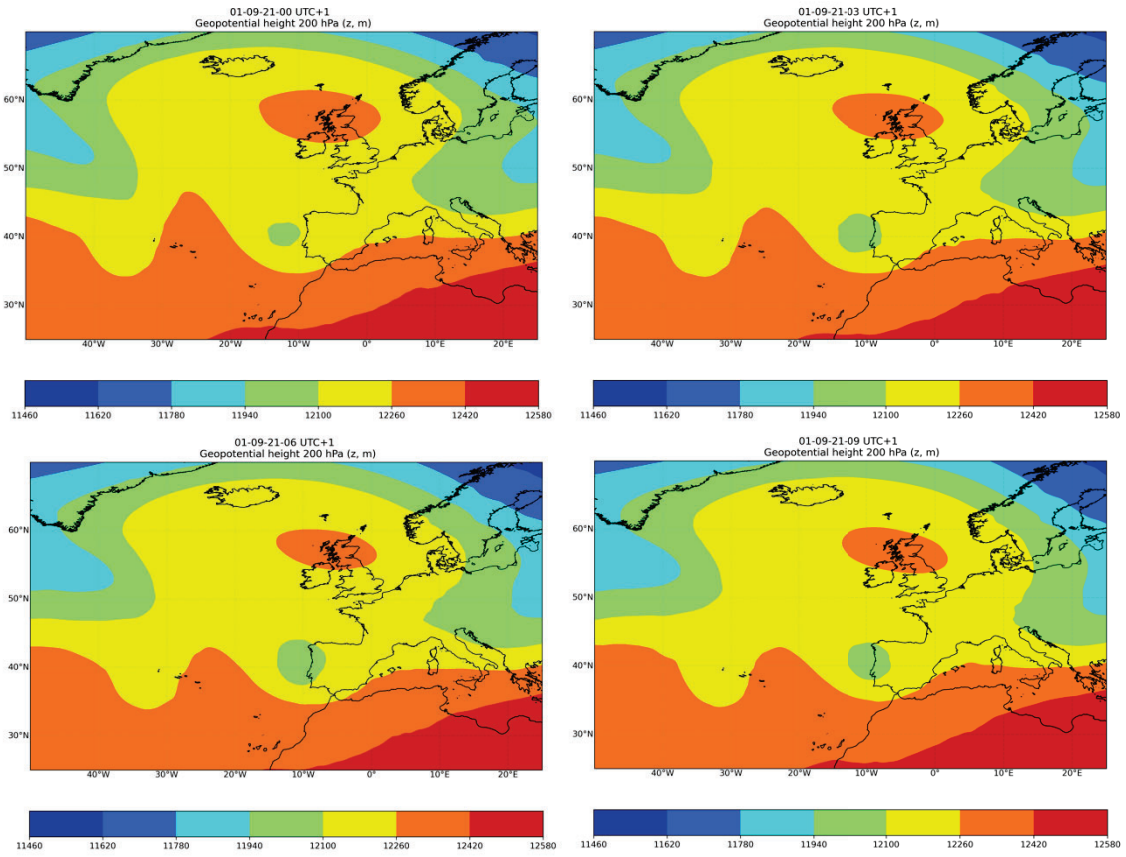 01-09-21-00 UTC+1
Geopotential height 200 hPa (z, m)
60°N
50°N
40°N
30°N
40°W 30°W 20°W 10°W 0° 10°E 20°E
11460 11620 11780 11940 12100 12260 12420 12580
01-09-21-03 UTC+1
Geopotential height 200 hPa (z, m)
60°N
50°N
40°N
30°N
40°W 30°W 20°W 10°W 0° 10°E 20°E
11460 11620 11780 11940 12100 12260 12420 12580
01-09-21-06 UTC+1
Geopotential height 200 hPa (z, m)
60°N
50°N
40°N
30°N
40°W 30°W 20°W 10°W 0° 10°E 20°E
11460 11620 11780 11940 12100 12260 12420 12580
01-09-21-09 UTC+1
Geopotential height 200 hPa (z, m)
60°N
50°N
40°N
30°N
40°W 30°W 20°W 10°W 0° 10°E 20°E
11460 11620 11780 11940 12100 12260 12420 12580